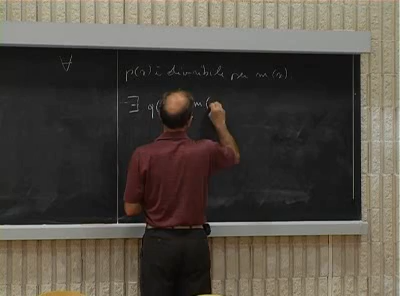 ∀
p(x) è divisibile per m(x)
∃ q( m(